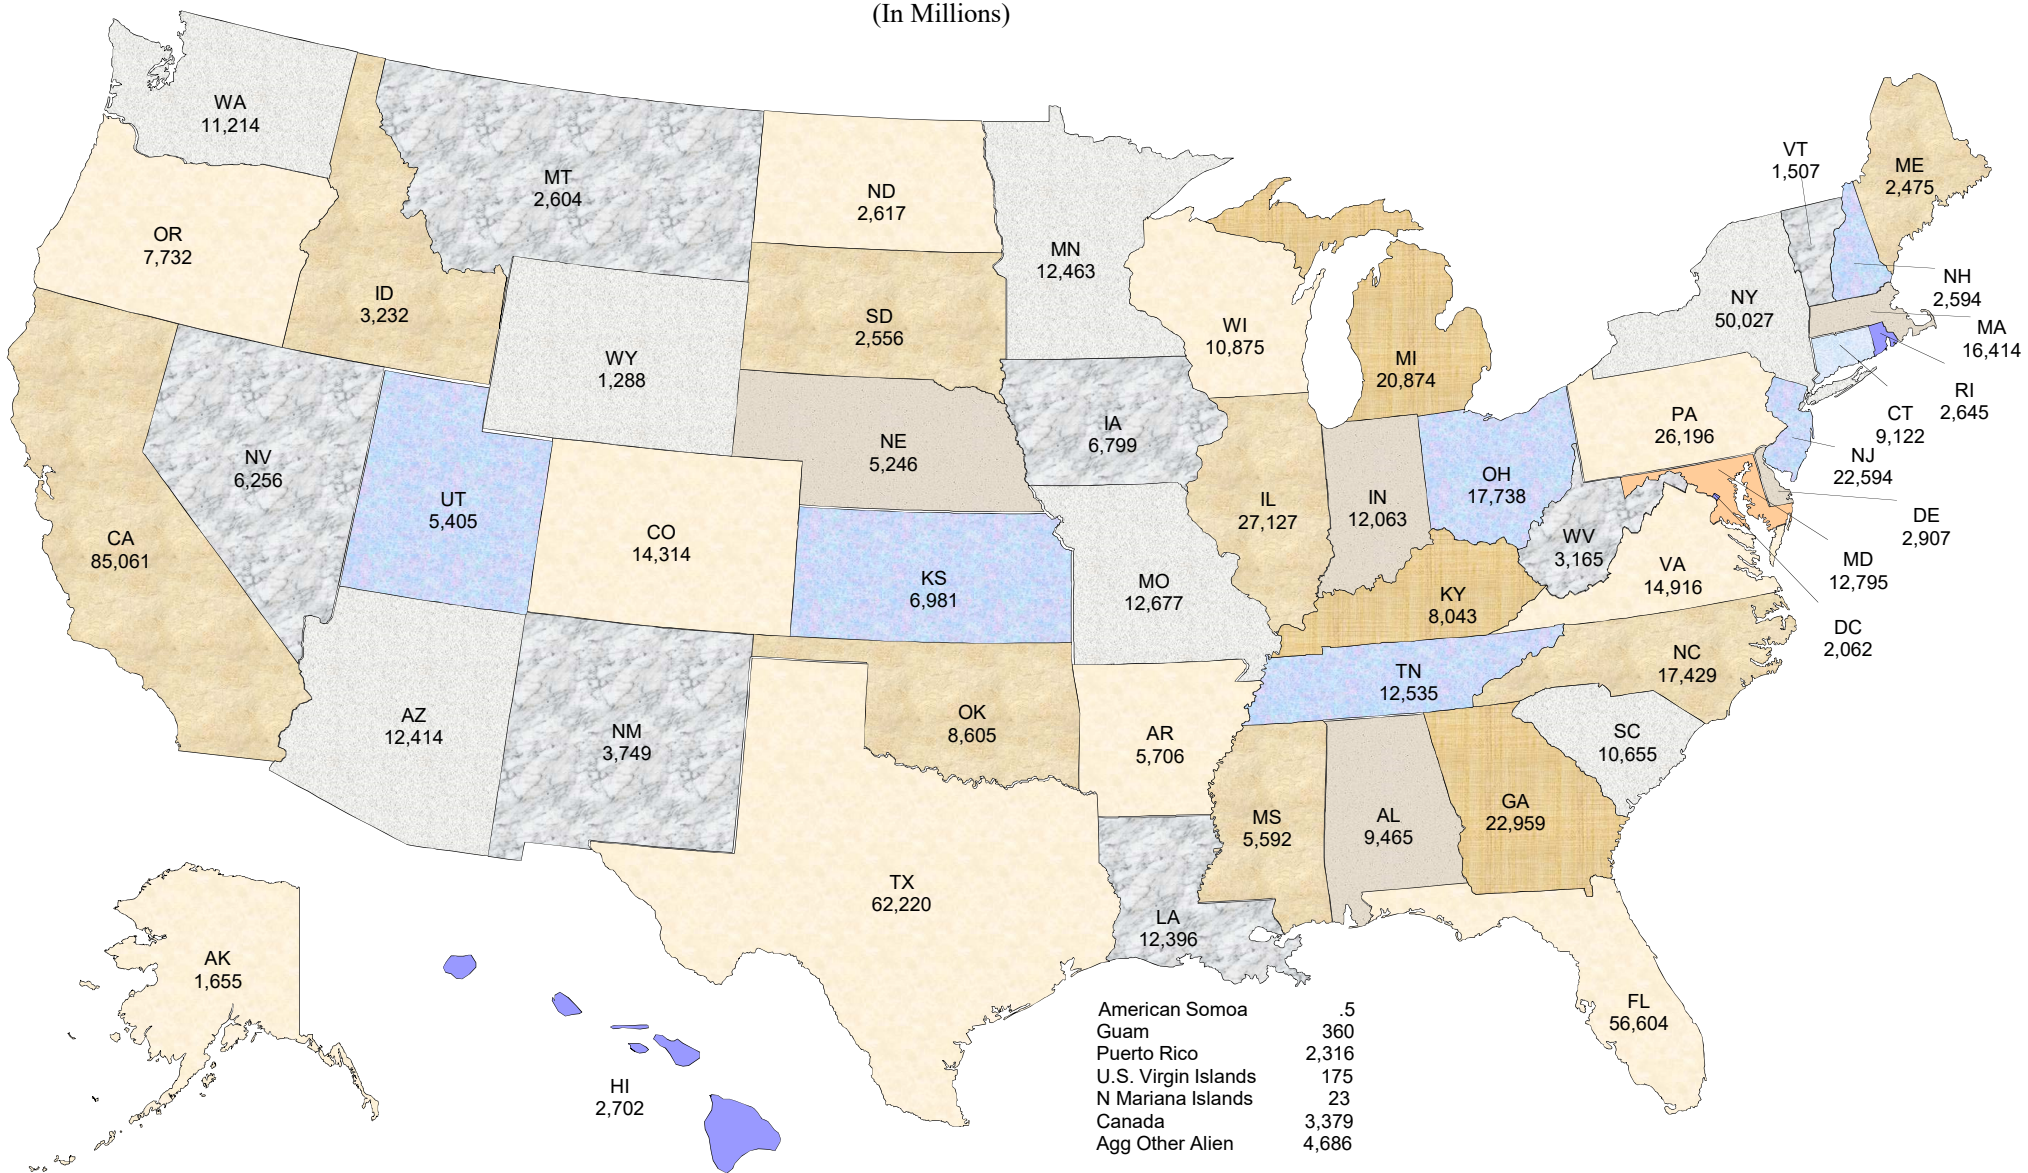 (In Millions)
WA
11,214
MT
2,604
ND
2,617
VT
1,507
ME
2,475
OR
7,732
MN
12,463
ID
3,232
SD
2,556
WI
10,875
NY
50,027
NH
2,594
MA
16,414
WY
1,288
MI
20,874
RI
2,645
CT
9,122
PA
26,196
NJ
22,594
IA
6,799
NE
5,246
NV
6,256
UT
5,405
CO
14,314
IL
27,127
IN
12,063
OH
17,738
DE
2,907
CA
85,061
WV
3,165
VA
14,916
MD
12,795
KS
6,981
MO
12,677
KY
8,043
DC
2,062
NC
17,429
TN
12,535
AZ
12,414
NM
3,749
OK
8,605
AR
5,706
SC
10,655
MS
5,592
AL
9,465
GA
22,959
TX
62,220
LA
12,396
AK
1,655
FL
56,604
HI
2,702
American Somoa .5
Guam 360
Puerto Rico 2,316
U.S. Virgin Islands 175
N Mariana Islands 23
Canada 3,379
Agg Other Alien 4,686